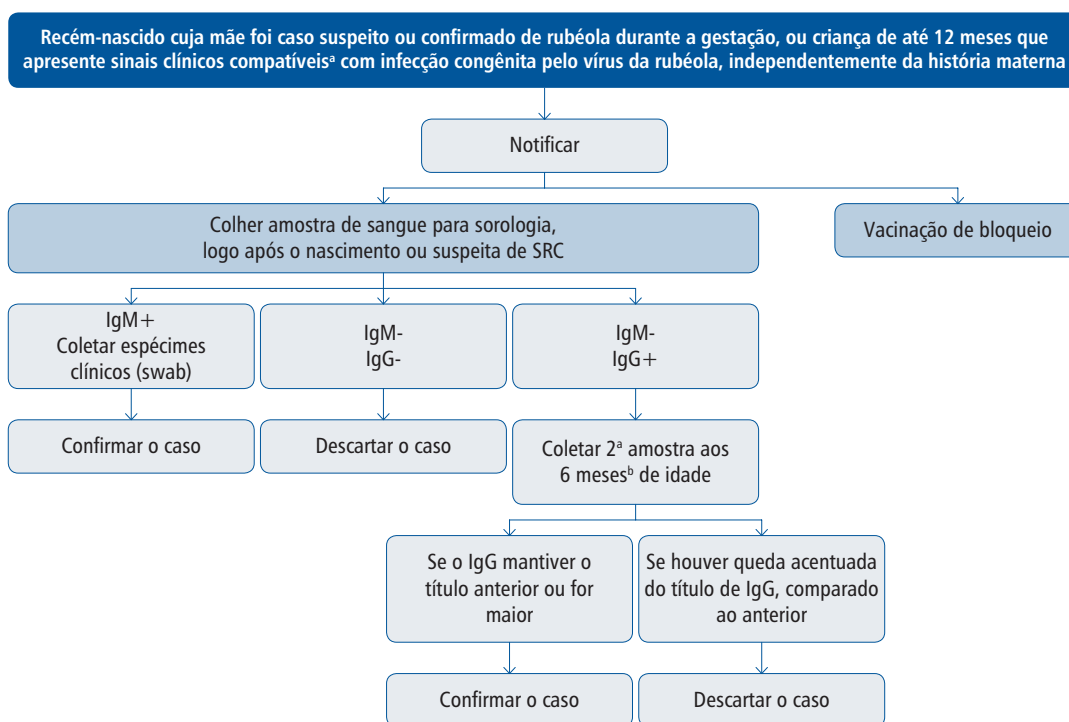 Recém-nascido cuja mãe foi caso suspeito ou confirmado de rubéola durante a gestação, ou criança de até 12 meses que
apresente sinais clínicos compatíveisᵃ com infecção congênita pelo vírus da rubéola, independentemente da história materna
Notificar
Colher amostra de sangue para sorologia,
logo após o nascimento ou suspeita de SRC
Vacinação de bloqueio
IgM+
Coletar espécimes
clínicos (swab)
IgM-
IgG-
IgM-
IgG+
Confirmar o caso
Descartar o caso
Coletar 2ª amostra aos
6 mesesᵇ de idade
Se o IgG mantiver o
título anterior ou for
maior
Se houver queda acentuada
do título de IgG, comparado
ao anterior
Confirmar o caso
Descartar o caso